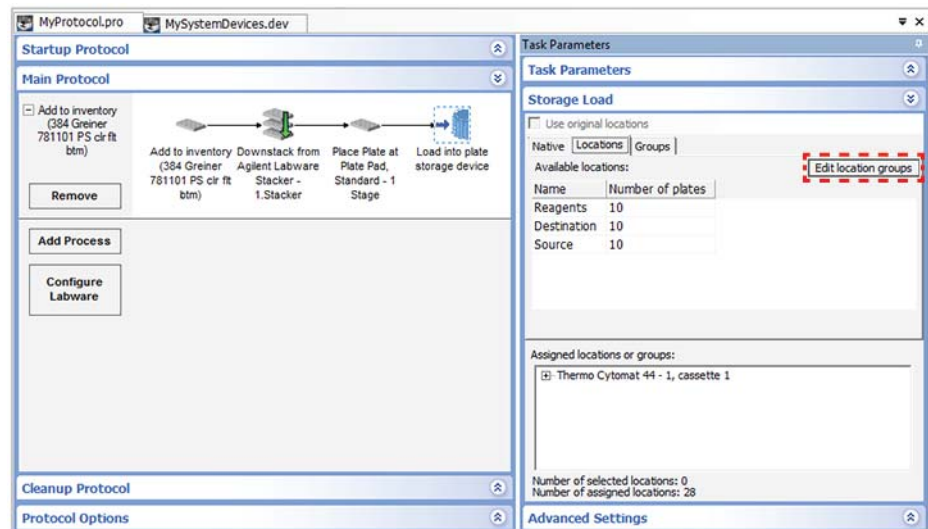 MyProtocol.pro
MySystemDevices.dev
Startup Protocol
Main Protocol
Add to inventory
(384 Greiner
781101 PS clr flt
btm)
Remove
Add to inventory
(384 Greiner
781101 PS clr flt
btm)
Downstack from
Agilent Labware
Stacker -
1.Stacker
Place Plate at
Plate Pad,
Standard - 1
Stage
Load into plate
storage device
Add Process
Configure
Labware
Cleanup Protocol
Protocol Options
Task Parameters
Task Parameters
Storage Load
Use original locations
Native Locations Groups
Available locations:
Edit location groups
Name Number of plates
Reagents 10
Destination 10
Source 10
Assigned locations or groups:
Thermo Cytomat 44 - 1, cassette 1
Number of selected locations: 0
Number of assigned locations: 28
Advanced Settings